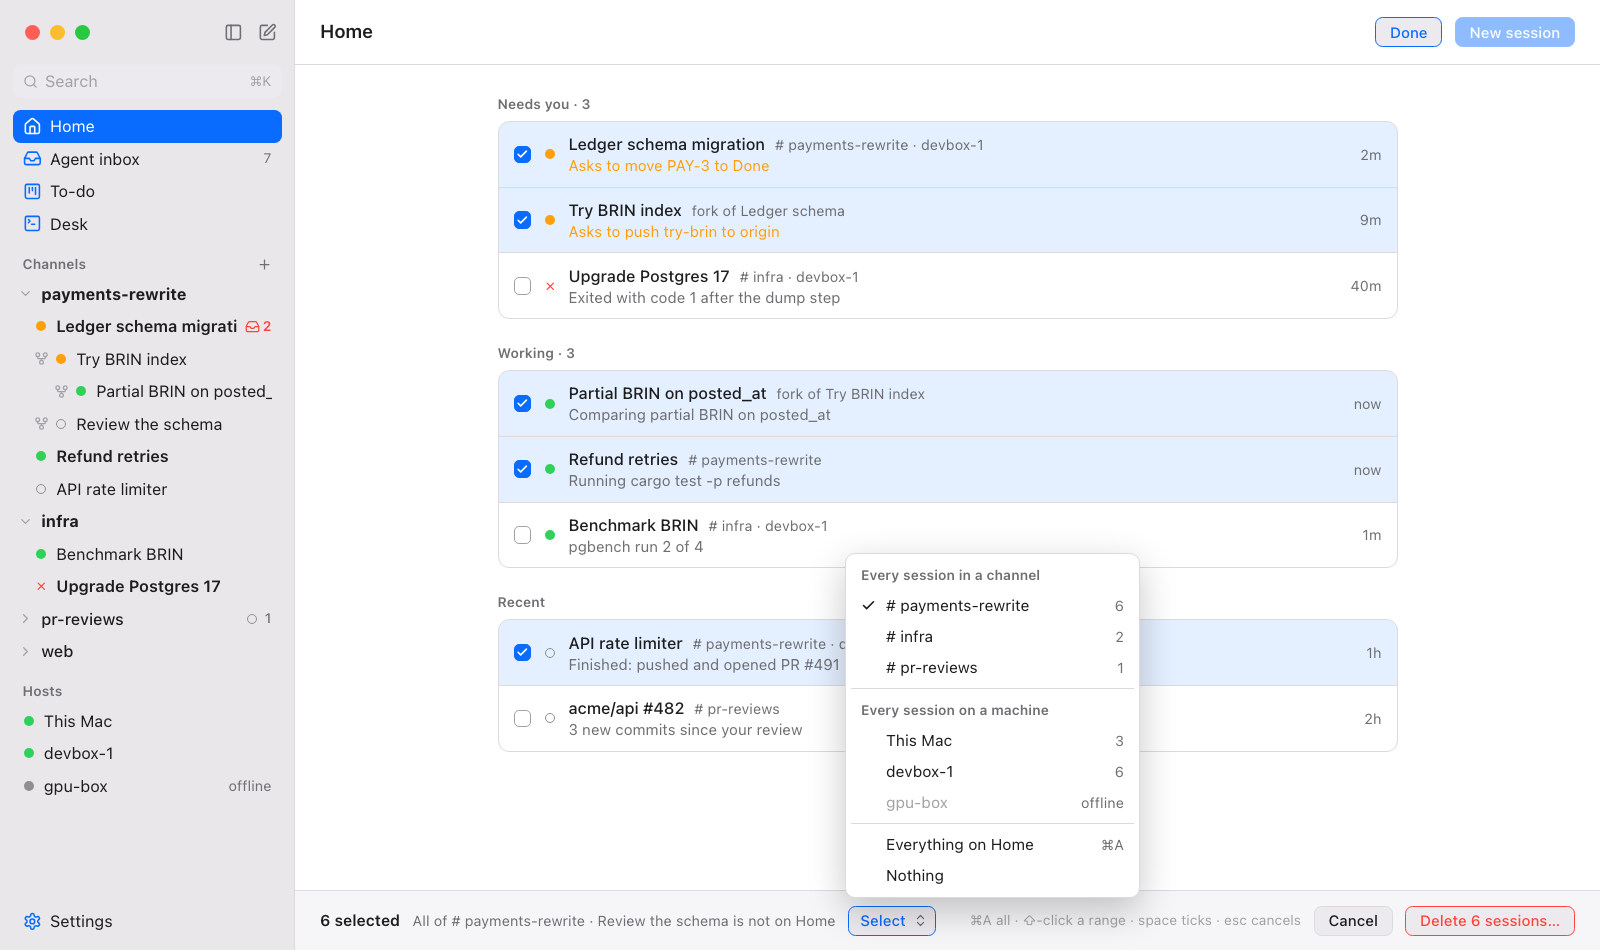 Search ⌘K
Home
Agent inbox 7
To-do
Desk
Channels +
payments-rewrite
Ledger schema migrati 2
Try BRIN index
Partial BRIN on posted_
Review the schema
Refund retries
API rate limiter
infra
Benchmark BRIN
Upgrade Postgres 17
pr-reviews 1
web
Hosts
This Mac
devbox-1
gpu-box offline
Settings
Home
Done
New session
Needs you · 3
Ledger schema migration # payments-rewrite · devbox-1
Asks to move PAY-3 to Done
2m
Try BRIN index fork of Ledger schema
Asks to push try-brin to origin
9m
Upgrade Postgres 17 # infra · devbox-1
Exited with code 1 after the dump step
40m
Working · 3
Partial BRIN on posted_at fork of Try BRIN index
Comparing partial BRIN on posted_at
now
Refund retries # payments-rewrite
Running cargo test -p refunds
now
Benchmark BRIN # infra · devbox-1
pgbench run 2 of 4
1m
Recent
API rate limiter # payments-rewrite ·
Finished: pushed and opened PR #491
1h
acme/api #482 # pr-reviews
3 new commits since your review
2h
Every session in a channel
# payments-rewrite 6
# infra 2
# pr-reviews 1
Every session on a machine
This Mac 3
devbox-1 6
gpu-box offline
Everything on Home ⌘A
Nothing
6 selected All of # payments-rewrite · Review the schema is not on Home
Select
⌘A all · ⇧-click a range · space ticks · esc cancels
Cancel
Delete 6 sessions...